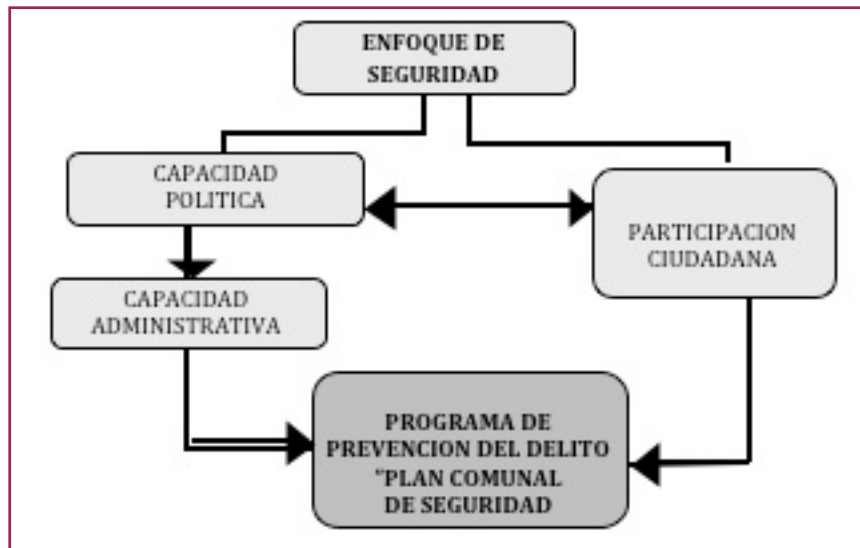 ENFOQUE DE
SEGURIDAD
CAPACIDAD
POLITICA
PARTICIPACION
CIUDADANA
CAPACIDAD
ADMINISTRATIVA
PROGRAMA DE
PREVENCION DEL DELITO
“PLAN COMUNAL
DE SEGURIDAD